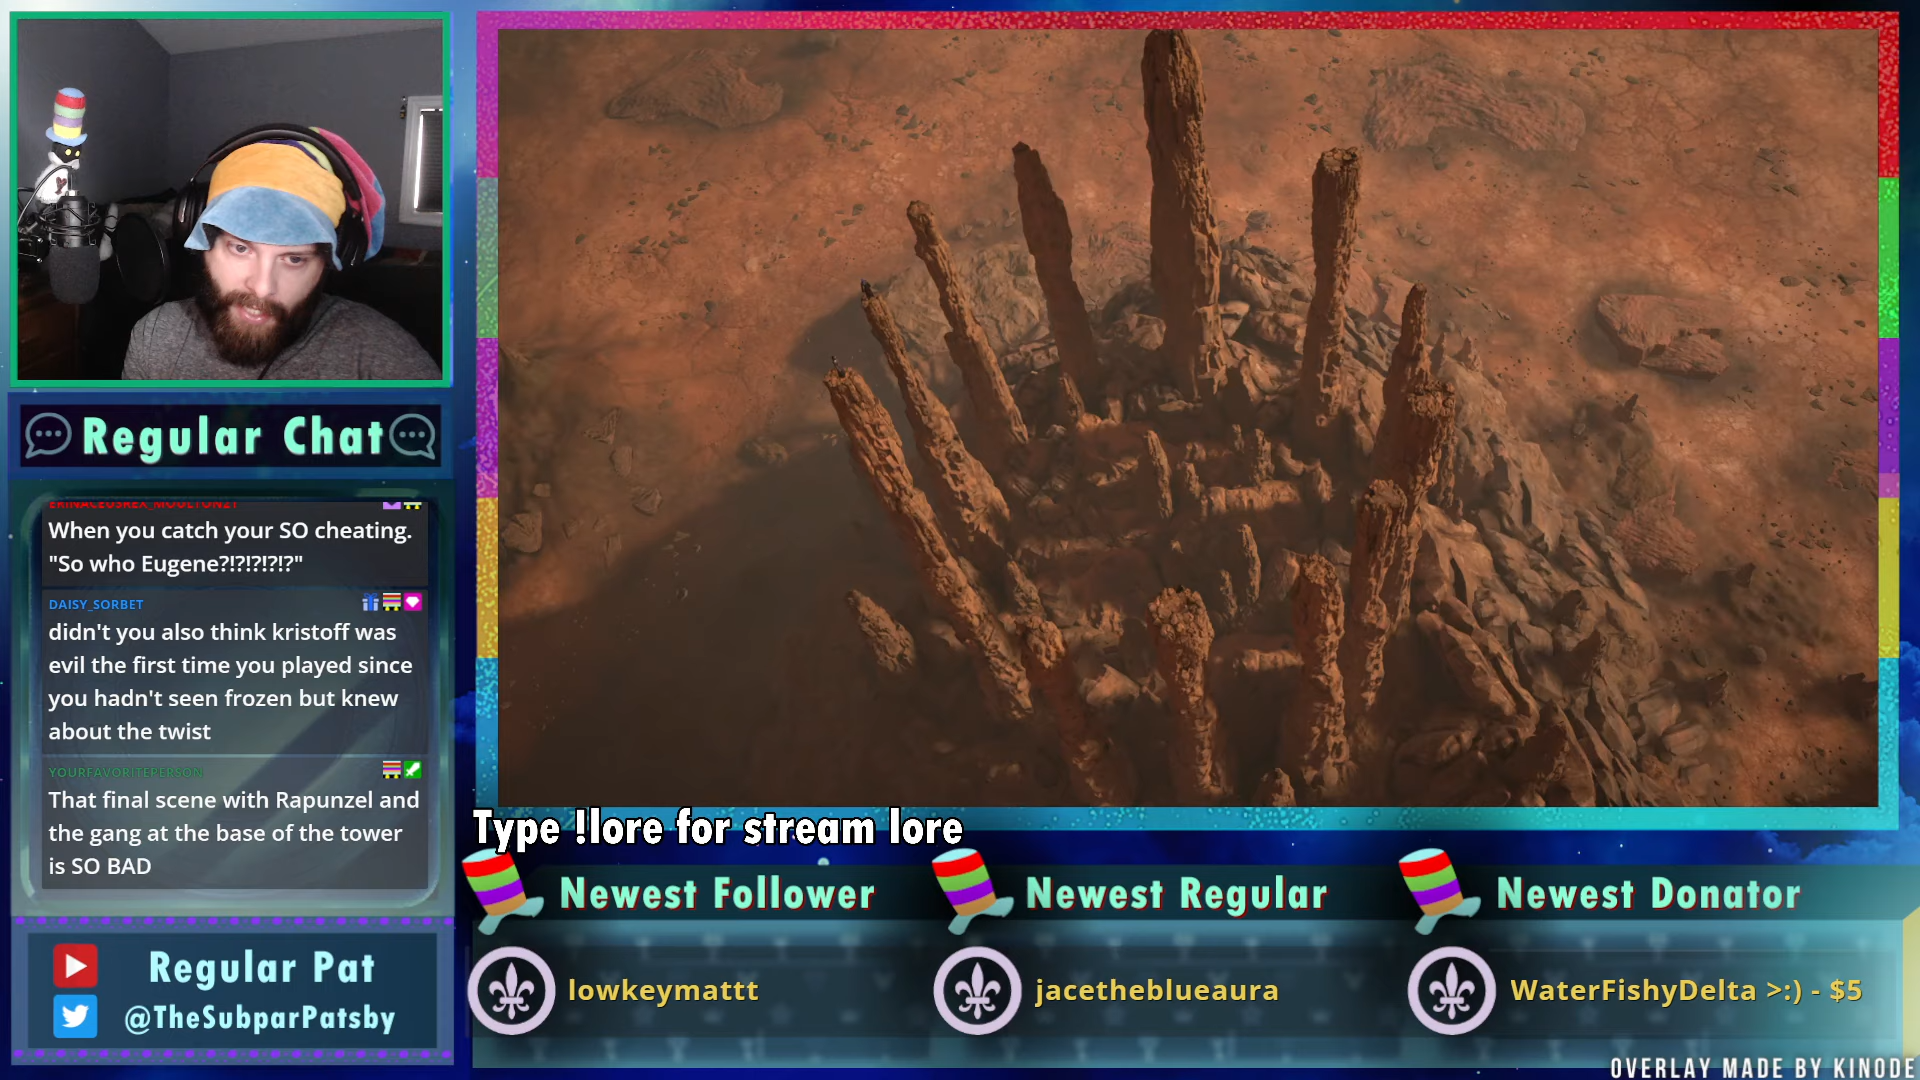 Regular Chat
ERINACEUSREX_MOULTON21
When you catch your SO cheating.
"So who Eugene?!?!?!?!?"
DAISY_SORBET
didn't you also think kristoff was
evil the first time you played since
you hadn't seen frozen but knew
about the twist
YOURFAVORITEPERSON
That final scene with Rapunzel and
the gang at the base of the tower
is SO BAD
Regular Pat
@TheSubparPatsby
Type !lore for stream lore
Newest Follower
lowkeymattt
Newest Regular
jacetheblueaura
Newest Donator
WaterFishyDelta >:) - $5
OVERLAY MADE BY KINODE